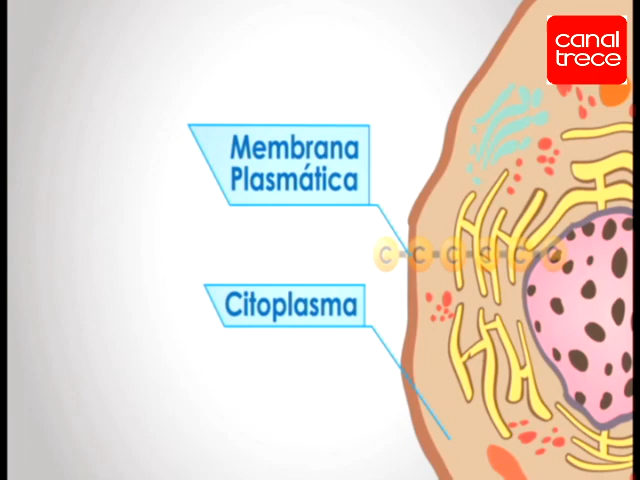 canal
trece
Membrana
Plasmática
C C C S C C
Citoplasma